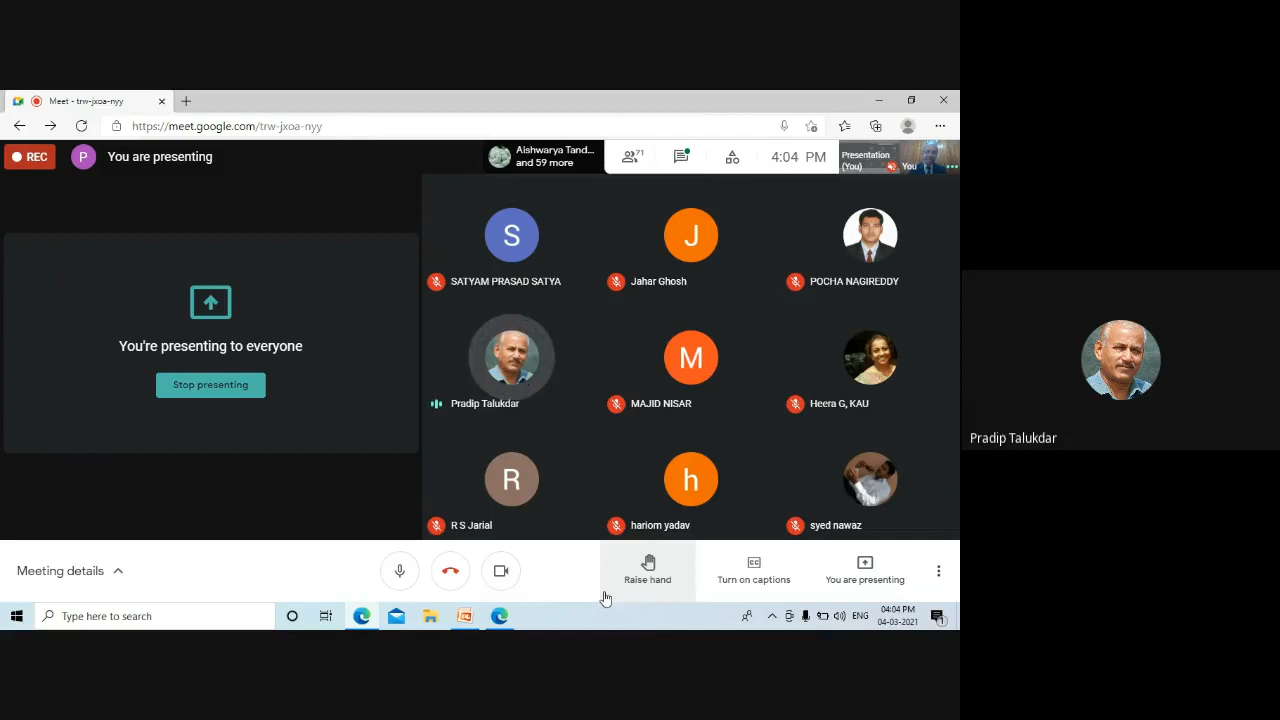 Meet - trw-jxoa-nyy
https://meet.google.com/trw-jxoa-nyy
REC
P
You are presenting
Aishwarya Tand...
and 59 more
71
4:04 PM
Presentation
(You)
You
S
J
SATYAM PRASAD SATYA
Jahar Ghosh
POCHA NAGIREDDY
You're presenting to everyone
Stop presenting
M
Pradip Talukdar
MAJID NISAR
Heera G, KAU
Pradip Talukdar
R
h
R S Jarial
hariom yadav
syed nawaz
Meeting details
Raise hand
CC
Turn on captions
You are presenting
Type here to search
ENG
04:04 PM
04-03-2021
1